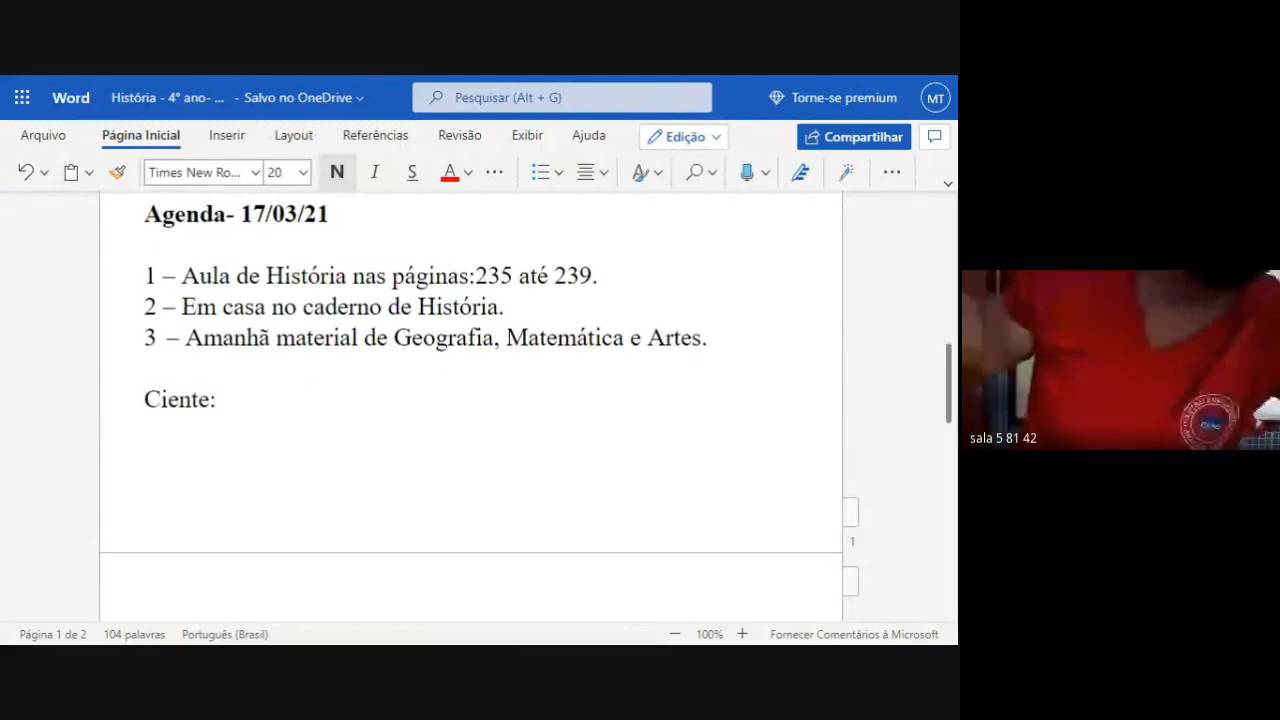 Word História - 4° ano- ... - Salvo no OneDrive Pesquisar (Alt + G) Torne-se premium MT
Arquivo Página Inicial Inserir Layout Referências Revisão Exibir Ajuda Edição Compartilhar
Times New Ro... 20 N I S A
Agenda- 17/03/21
1 – Aula de História nas páginas:235 até 239.
2 – Em casa no caderno de História.
3 – Amanhã material de Geografia, Matemática e Artes.
Ciente:
1
Página 1 de 2 104 palavras Português (Brasil) 100% Fornecer Comentários à Microsoft
sala 5 81 42